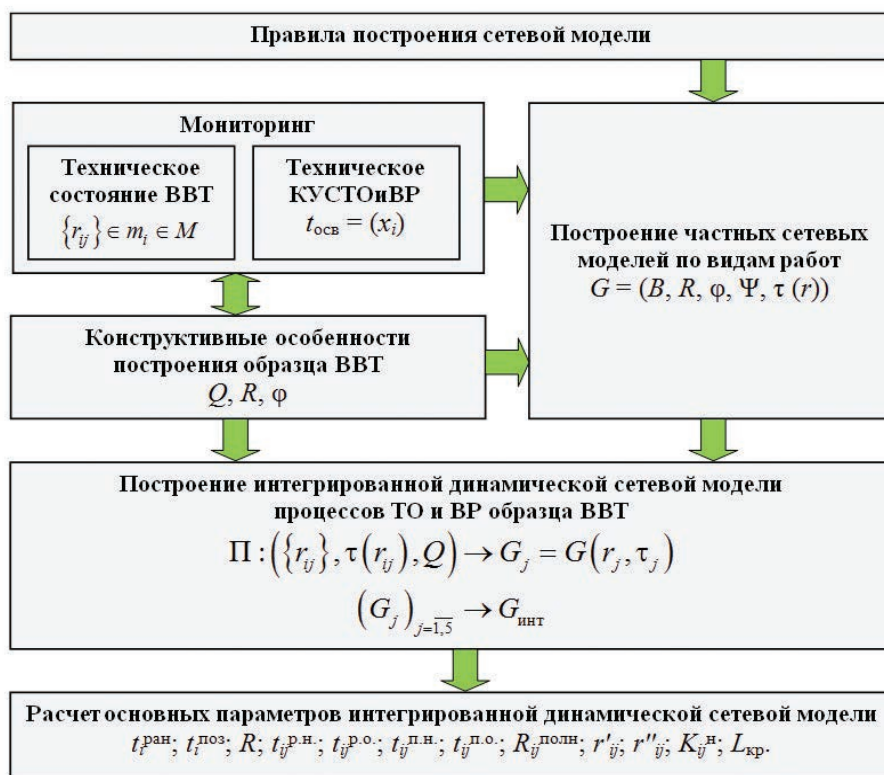 Правила построения сетевой модели
Мониторинг
Техническое
состояние ВВТ
{r_ij} ∈ m_i ∈ M
Техническое
КУСТОиВР
t_осв = (x_i)
Построение частных сетевых
моделей по видам работ
G = (B, R, φ, Ψ, τ (r))
Конструктивные особенности
построения образца ВВТ
Q, R, φ
Построение интегрированной динамической сетевой модели
процессов ТО и ВР образца ВВТ
П : ({r_ij}, τ(r_ij), Q) → G_j = G(r_j, τ_j)
(G_j)_{j=\overline{1,5}} → G_инт
Расчет основных параметров интегрированной динамической сетевой модели
t_i^ран; t_i^поз; R; t_ij^р.н.; t_ij^р.о.; t_ij^п.н.; t_ij^п.о.; R_ij^полн; r'_ij; r''_ij; K_ij^н; L_кр.